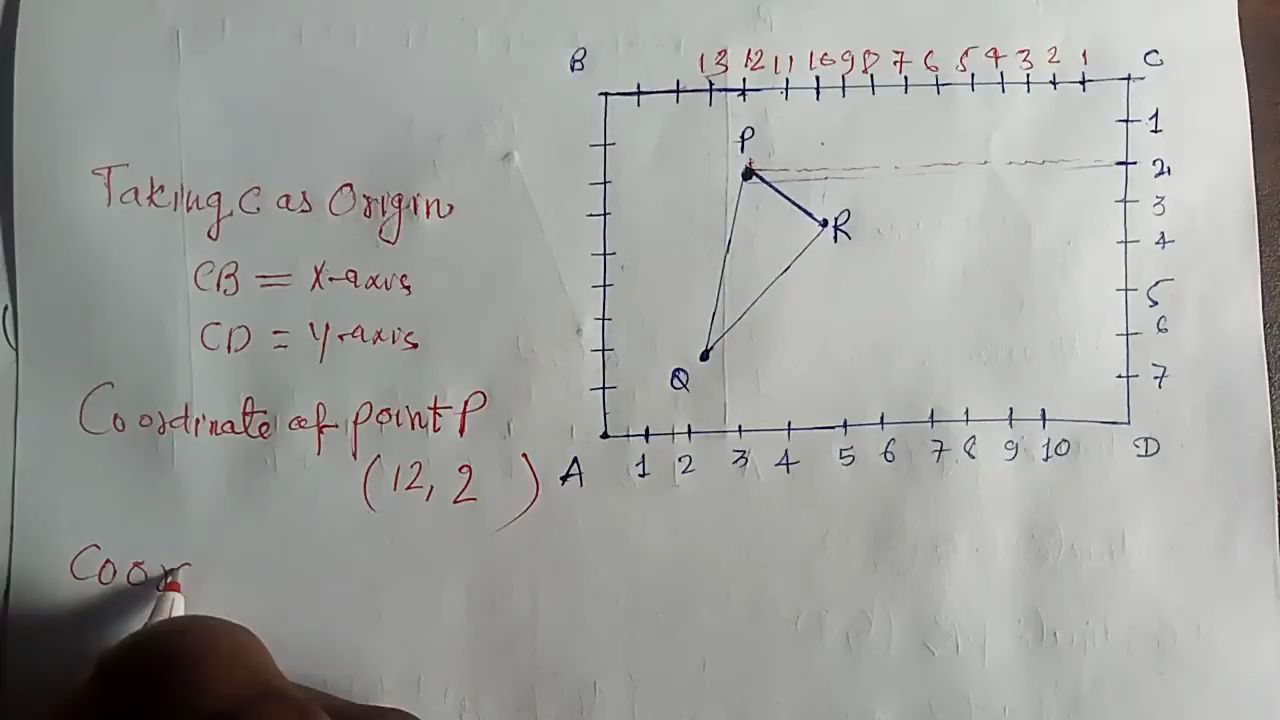 B 13 12 11 10 9 8 7 6 5 4 3 2 1 C
1
P
2
Taking C as Origin
3
R
4
CB = X-axis
5
CD = Y-axis
6
Q
7
Coordinate of point P
A 1 2 3 4 5 6 7 8 9 10 D
(12, 2 )
Coor